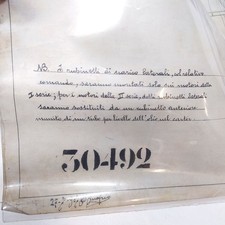 NB. I rubinetti di scarico laterali, col relativo
comando, saranno montati solo sui motori della
I serie; per i motori della II serie, detti rubinetti laterali
saranno sostituiti da un rubinetto anteriore
munito di un tubo per livello dell'olio nel carter
30492